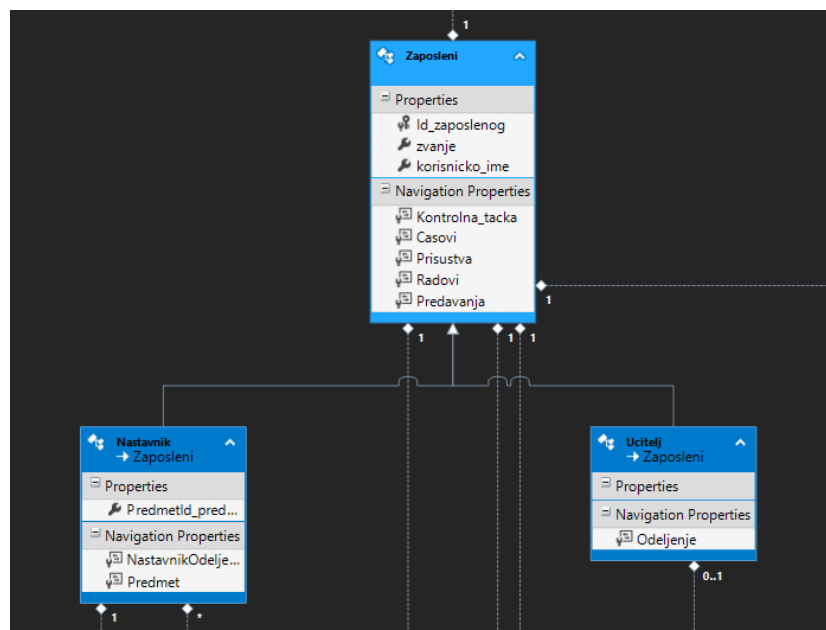 1
Zaposleni
Properties
Id_zaposlenog
zvanje
korisnicko_ime
Navigation Properties
Kontrolna_tacka
Casovi
Prisustva
Radovi
Predavanja
1
1
1
1
Nastavnik
Zaposleni
Properties
PredmetId_pred...
Navigation Properties
NastavnikOdelje...
Predmet
1
*
Ucitelj
Zaposleni
Properties
Navigation Properties
Odeljenje
0..1